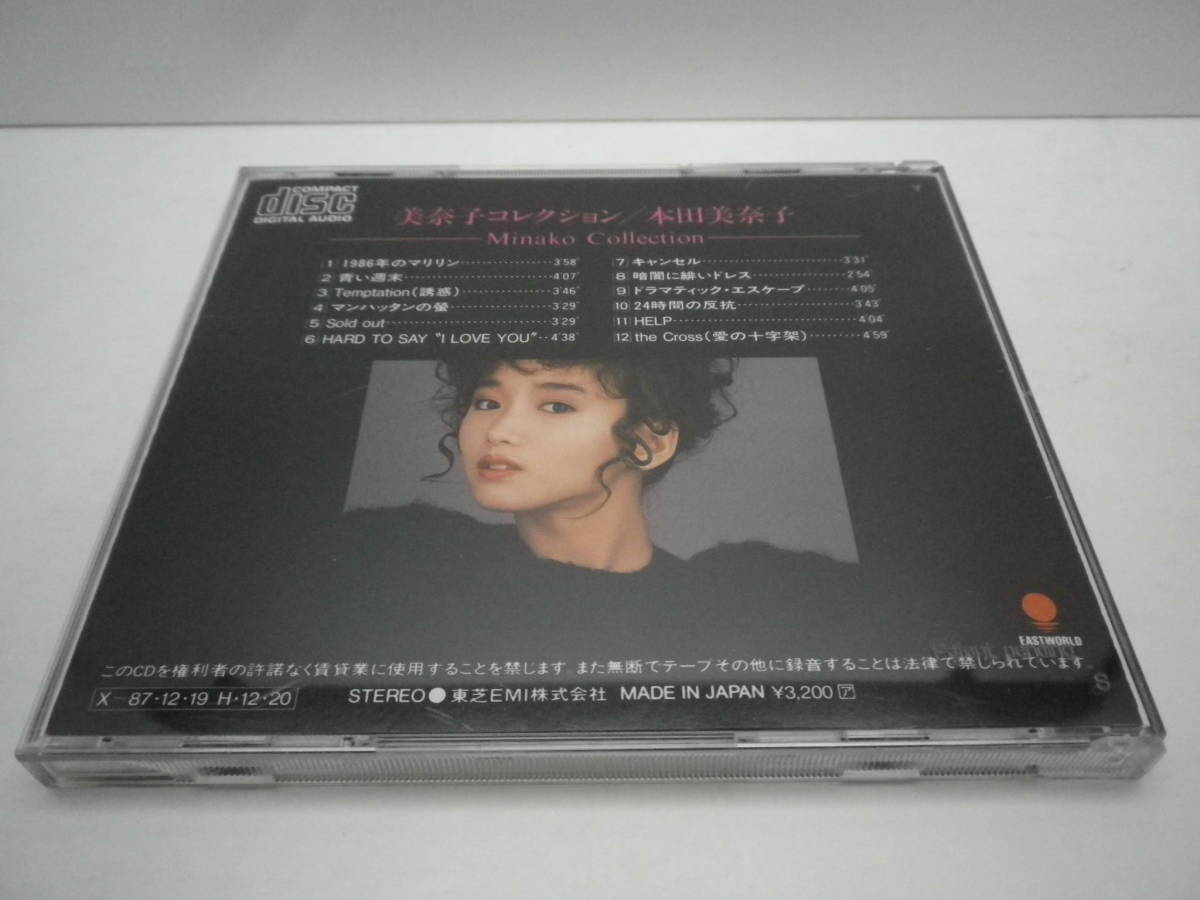 COMPACT
disc
DIGITAL AUDIO
美奈子コレクション/本田美奈子
Minako Collection
1 1986年のマリリン 3'58"
2 青い週末 4'07"
3 Temptation(誘惑) 3'46"
4 マンハッタンの螢 3'29"
5 Sold out 3'29"
6 HARD TO SAY "I LOVE YOU" 4'38"
7 キャンセル 3'31"
8 暗闇に緋いドレス 2'54"
9 ドラマティック・エスケープ 4'05"
10 24時間の反抗 3'43"
11 HELP 4'04"
12 the Cross(愛の十字架) 4'59"
EASTWORLD
Patent pending
このCDを権利者の許諾なく賃貸業に使用することを禁じます。また無断でテープその他に録音することは法律で禁じられています。
X-87・12・19 H・12・20 STEREO●東芝EMI株式会社 MADE IN JAPAN ¥3,200 ア
8